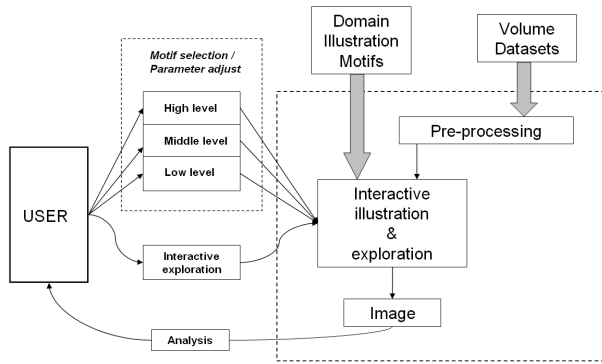 Domain
Illustration
Motifs
Volume
Datasets
Motif selection /
Parameter adjust
High level
Middle level
Low level
Pre-processing
USER
Interactive
illustration
&
exploration
Interactive
exploration
Image
Analysis